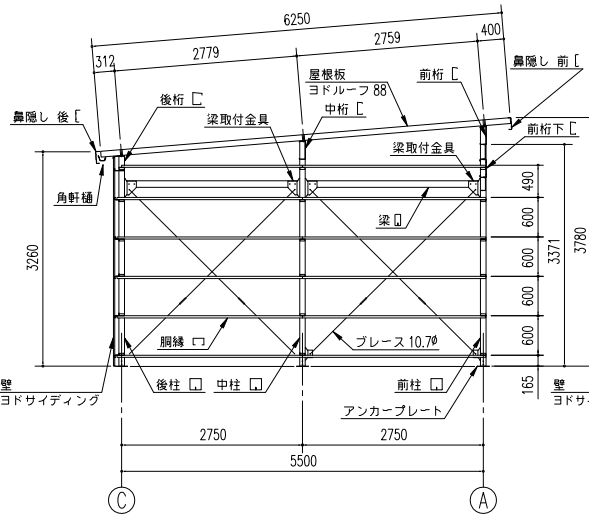 6250
312
2779
2759
400
屋根板
ヨドルーフ 88
前桁
鼻隠し 前
後桁
中桁
鼻隠し 後
梁取付金具
梁取付金具
前桁下
角軒樋
梁
490
600
600
600
600
165
3260
3371
3780
胴縁
ブレース 10.7φ
壁
ヨドサイディング
後柱
中柱
前柱
アンカープレート
壁
ヨドサ
2750
2750
5500
C
A